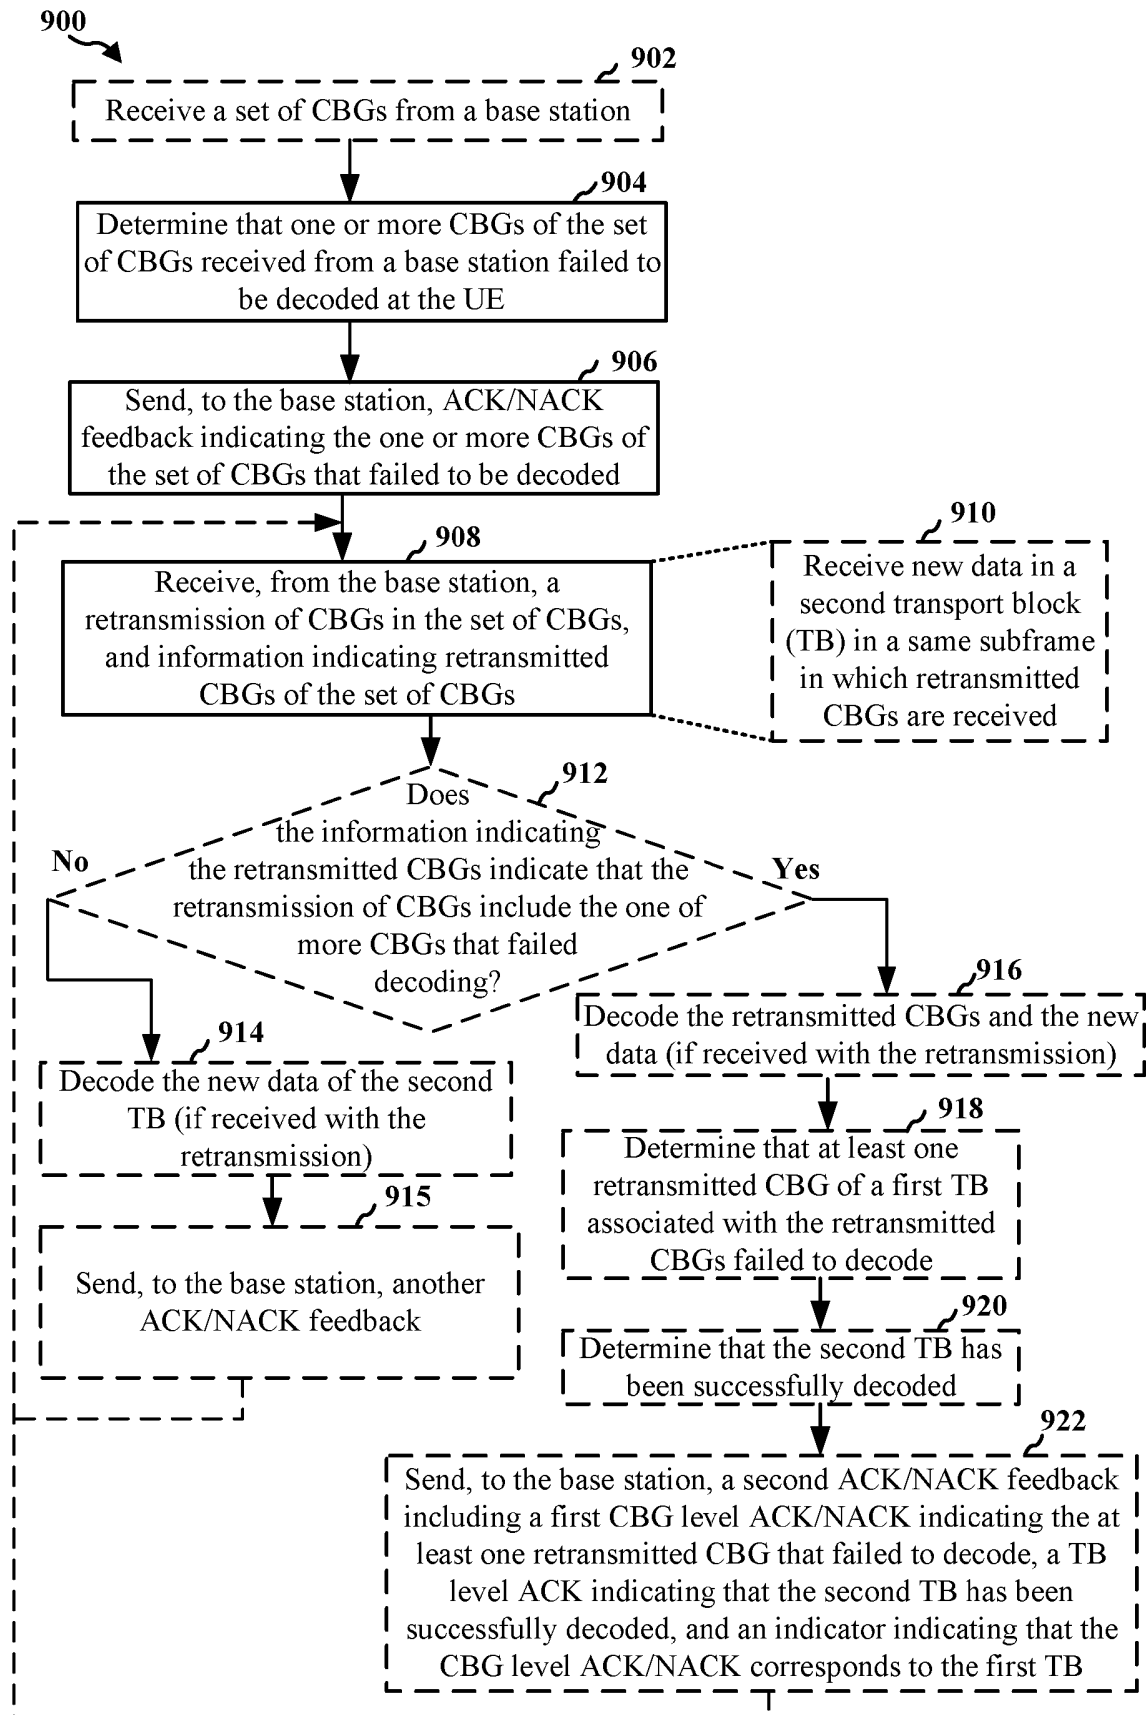 900
902
Receive a set of CBGs from a base station
904
Determine that one or more CBGs of the set
of CBGs received from a base station failed to
be decoded at the UE
906
Send, to the base station, ACK/NACK
feedback indicating the one or more CBGs of
the set of CBGs that failed to be decoded
908
Receive, from the base station, a
retransmission of CBGs in the set of CBGs,
and information indicating retransmitted
CBGs of the set of CBGs
910
Receive new data in a
second transport block
(TB) in a same subframe
in which retransmitted
CBGs are received
912
Does
the information indicating
the retransmitted CBGs indicate that the
retransmission of CBGs include the one of
more CBGs that failed
decoding?
No
Yes
914
Decode the new data of the second
TB (if received with the
retransmission)
915
Send, to the base station, another
ACK/NACK feedback
916
Decode the retransmitted CBGs and the new
data (if received with the retransmission)
918
Determine that at least one
retransmitted CBG of a first TB
associated with the retransmitted
CBGs failed to decode
920
Determine that the second TB has
been successfully decoded
922
Send, to the base station, a second ACK/NACK feedback
including a first CBG level ACK/NACK indicating the at
least one retransmitted CBG that failed to decode, a TB
level ACK indicating that the second TB has been
successfully decoded, and an indicator indicating that the
CBG level ACK/NACK corresponds to the first TB